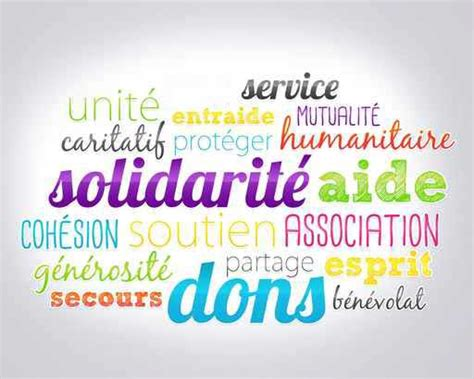 service
unité entraide MUTUALITÉ
caritatif protéger humanitaire
solidarité aide
COHÉSION soutien ASSOCIATION
générosité partage esprit
secours dons bénévolat